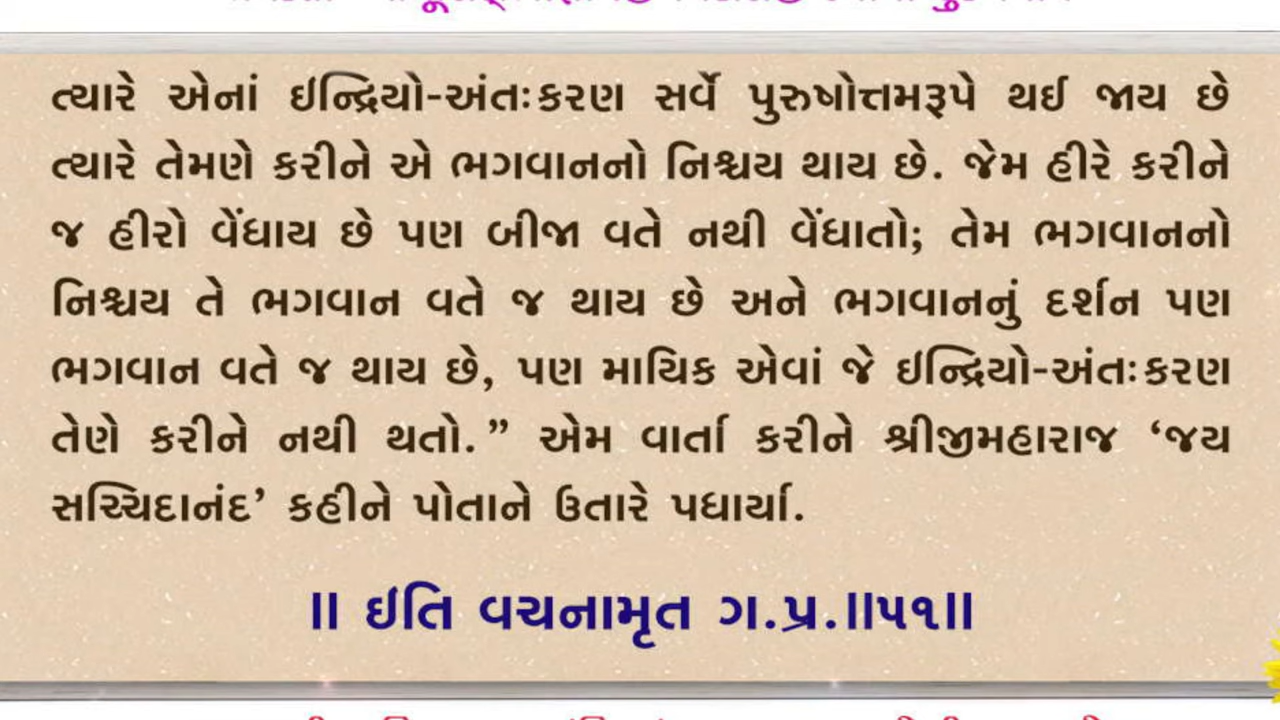 ત્યારે એનાં ઈન્દ્રિયો-અંતઃકરણ સર્વે પુરુષોત્તમરૂપે થઈ જાય છે
ત્યારે તેમણે કરીને એ ભગવાનનો નિશ્ચય થાય છે. જેમ હીરે કરીને
જ હીરો વેંધાય છે પણ બીજા વતે નથી વેંધાતો; તેમ ભગવાનનો
નિશ્ચય તે ભગવાન વતે જ થાય છે અને ભગવાનનું દર્શન પણ
ભગવાન વતે જ થાય છે, પણ માયિક એવાં જે ઈન્દ્રિયો-અંતઃકરણ
તેણે કરીને નથી થતો.” એમ વાર્તા કરીને શ્રીજીમહારાજ ‘જય
સચ્ચિદાનંદ’ કહીને પોતાને ઉતારે પધાર્યા.
॥ ઇતિ વચનામૃત ગ.પ્ર.॥૫૧॥